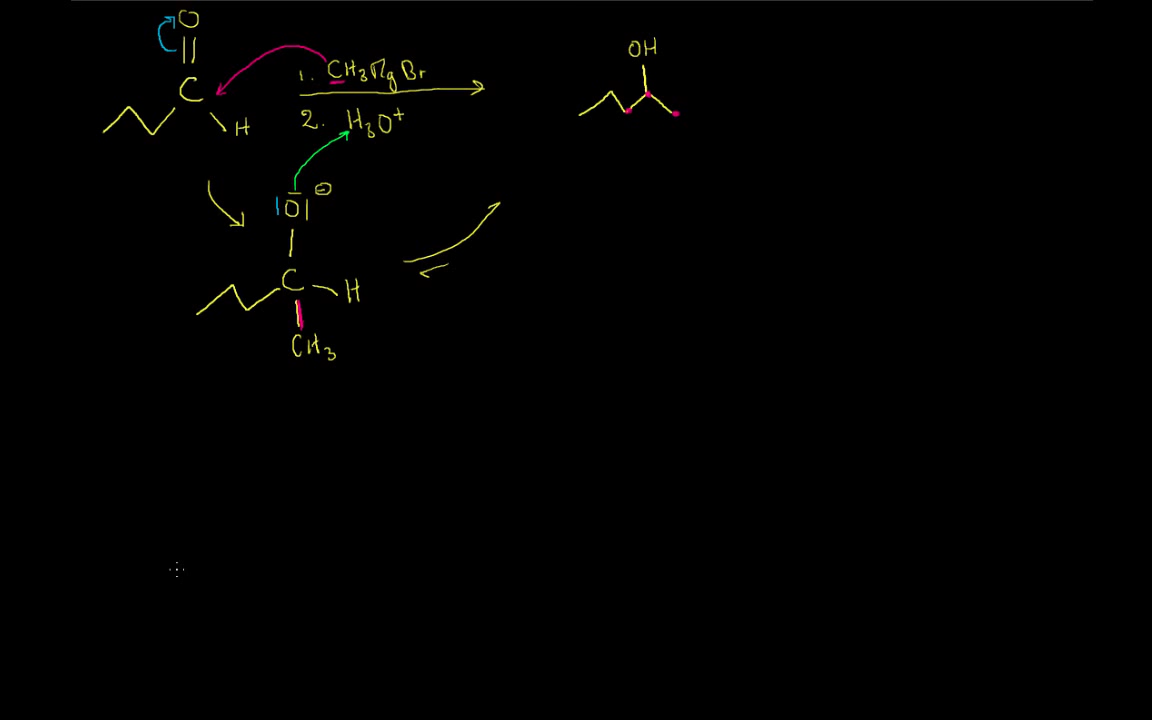 O
OH
1. CH3MgBr
C
2. H3O+
H
|O| ⊖
C H
CH3